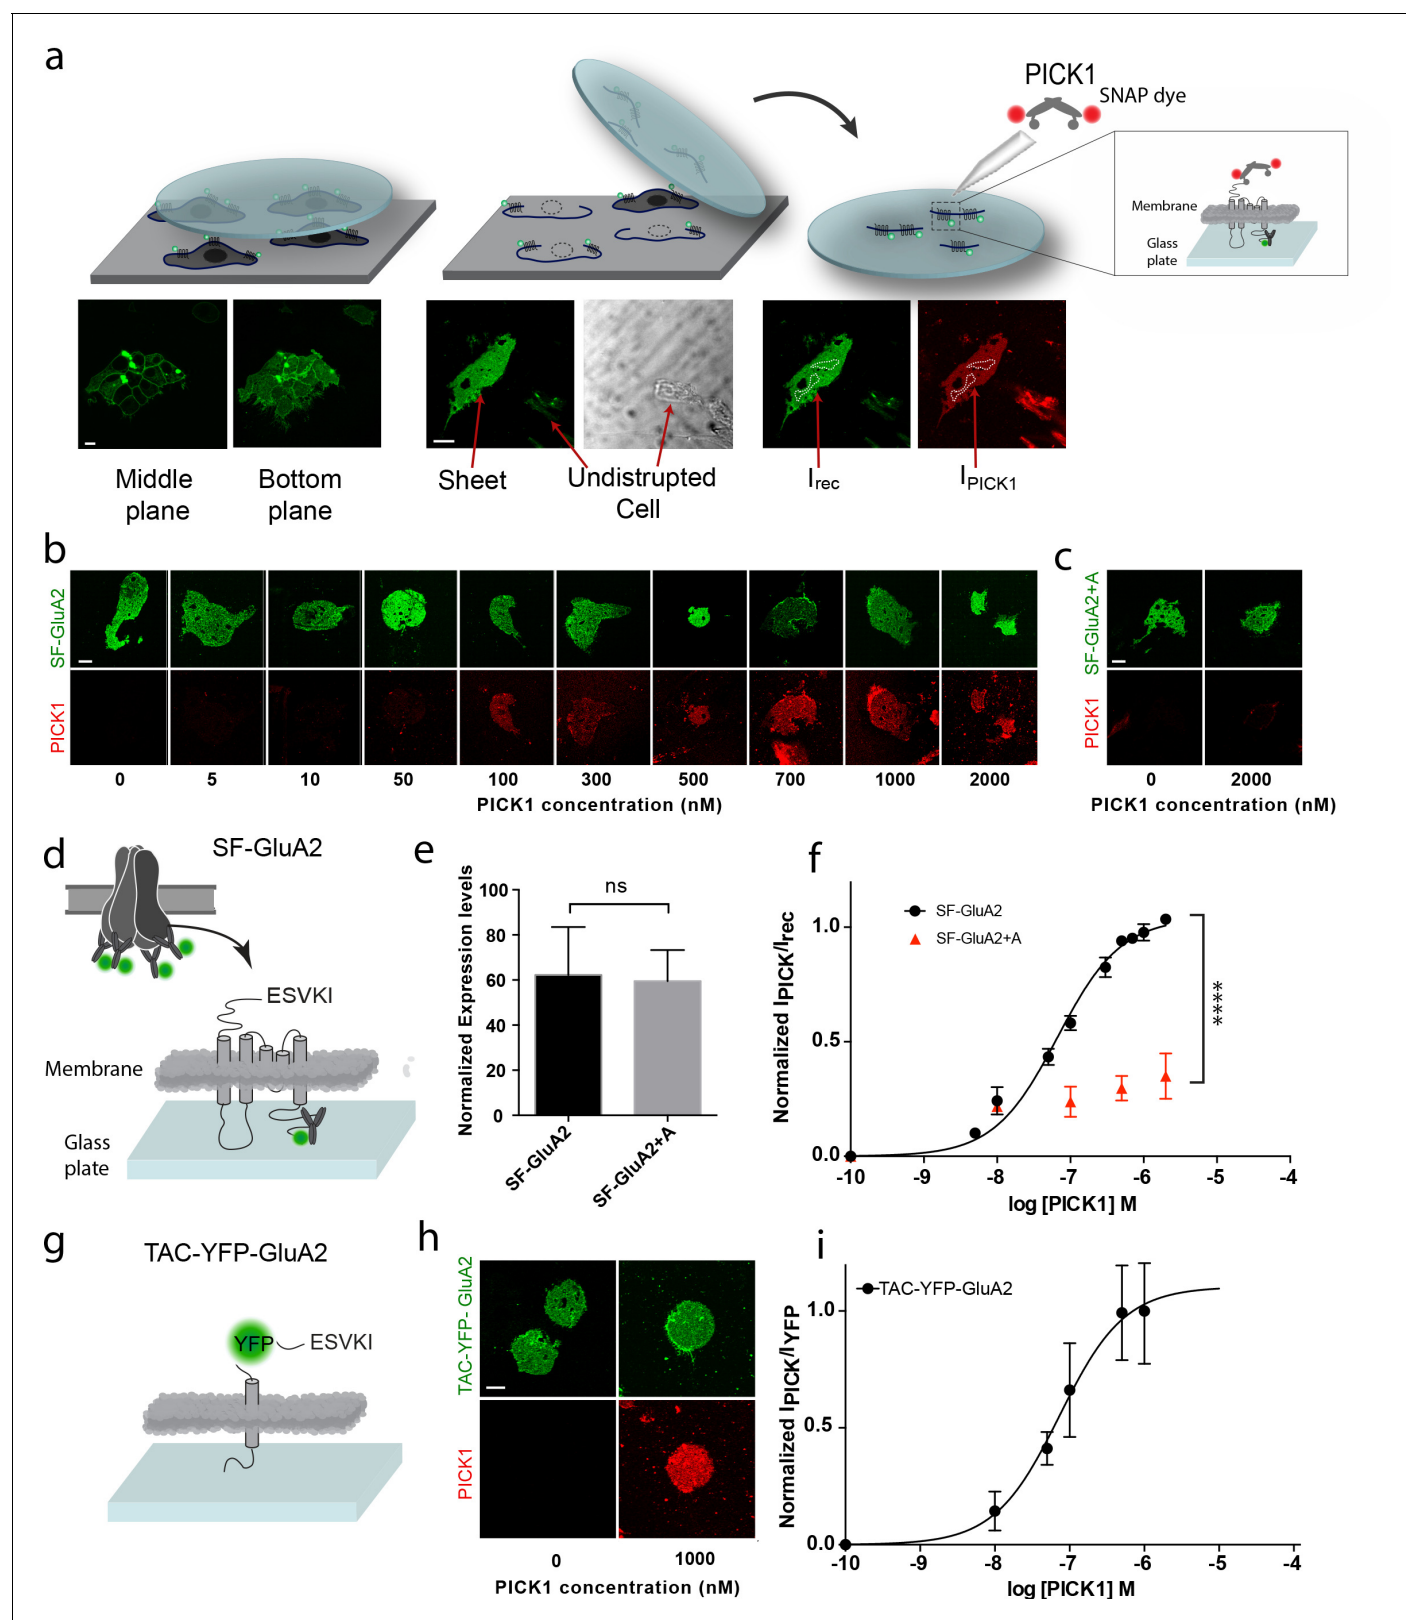 a
PICK1
SNAP dye
Membrane
Glass
plate
Middle
plane
Bottom
plane
Sheet
Undistrupted
Cell
Irec
IPICK1
b
SF-GluA2
PICK1
0 5 10 50 100 300 500 700 1000 2000
PICK1 concentration (nM)
c
SF-GluA2+A
PICK1
0 2000
PICK1 concentration (nM)
d
SF-GluA2
ESVKI
Membrane
Glass
plate
e
Normalized Expression levels
100
80
60
40
20
0
ns
SF-GluA2
SF-GluA2+A
f
Normalized IPICK/Irec
1.0
0.5
0.0
SF-GluA2
SF-GluA2+A
****
-10 -9 -8 -7 -6 -5 -4
log [PICK1] M
g
TAC-YFP-GluA2
YFP
ESVKI
h
TAC-YFP- GluA2
PICK1
0 1000
PICK1 concentration (nM)
i
Normalized IPICK/IYFP
1.0
0.5
0.0
TAC-YFP-GluA2
-10 -9 -8 -7 -6 -5 -4
log [PICK1] M